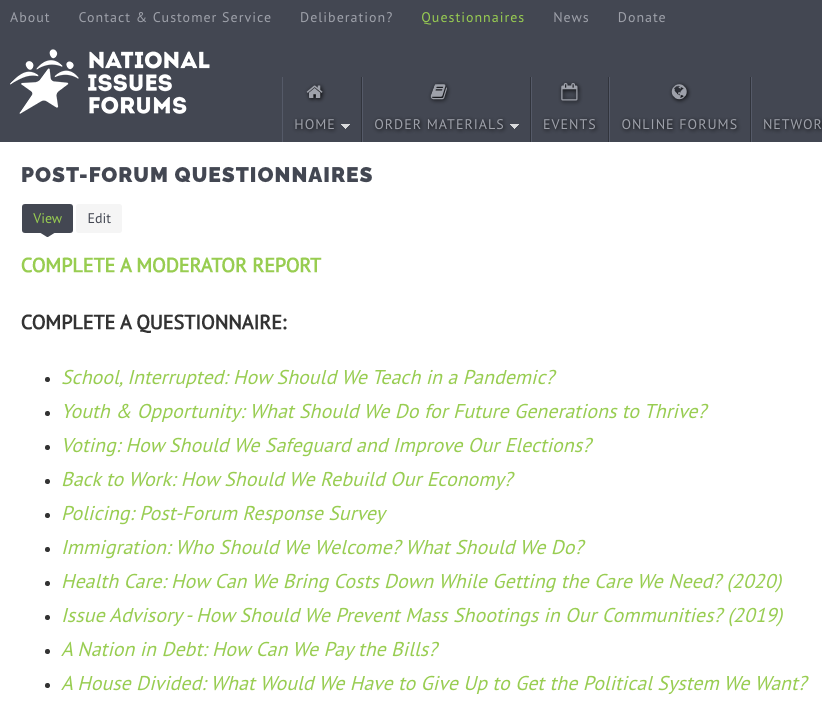 About Contact & Customer Service Deliberation? Questionnaires News Donate
NATIONAL
ISSUES
FORUMS
HOME ORDER MATERIALS EVENTS ONLINE FORUMS NETWOR
POST-FORUM QUESTIONNAIRES
View Edit
COMPLETE A MODERATOR REPORT
COMPLETE A QUESTIONNAIRE:
School, Interrupted: How Should We Teach in a Pandemic?
Youth & Opportunity: What Should We Do for Future Generations to Thrive?
Voting: How Should We Safeguard and Improve Our Elections?
Back to Work: How Should We Rebuild Our Economy?
Policing: Post-Forum Response Survey
Immigration: Who Should We Welcome? What Should We Do?
Health Care: How Can We Bring Costs Down While Getting the Care We Need? (2020)
Issue Advisory - How Should We Prevent Mass Shootings in Our Communities? (2019)
A Nation in Debt: How Can We Pay the Bills?
A House Divided: What Would We Have to Give Up to Get the Political System We Want?